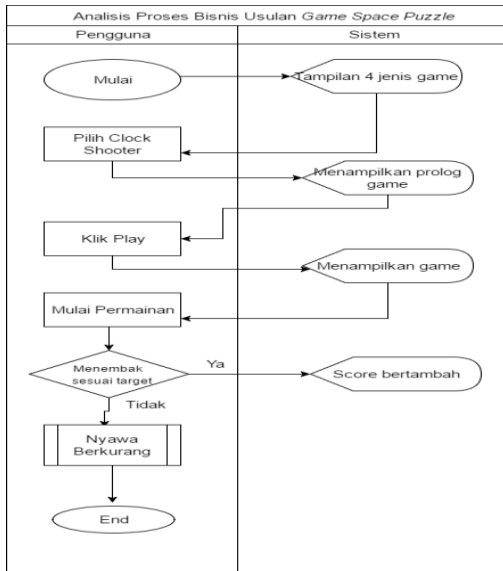 Analisis Proses Bisnis Usulan Game Space Puzzle
Pengguna
Sistem
Mulai
Tampilan 4 jenis game
Pilih Clock
Shooter
Menampilkan prolog
game
Klik Play
Menampilkan game
Mulai Permainan
Menembak
sesuai target
Ya
Score bertambah
Tidak
Nyawa
Berkurang
End